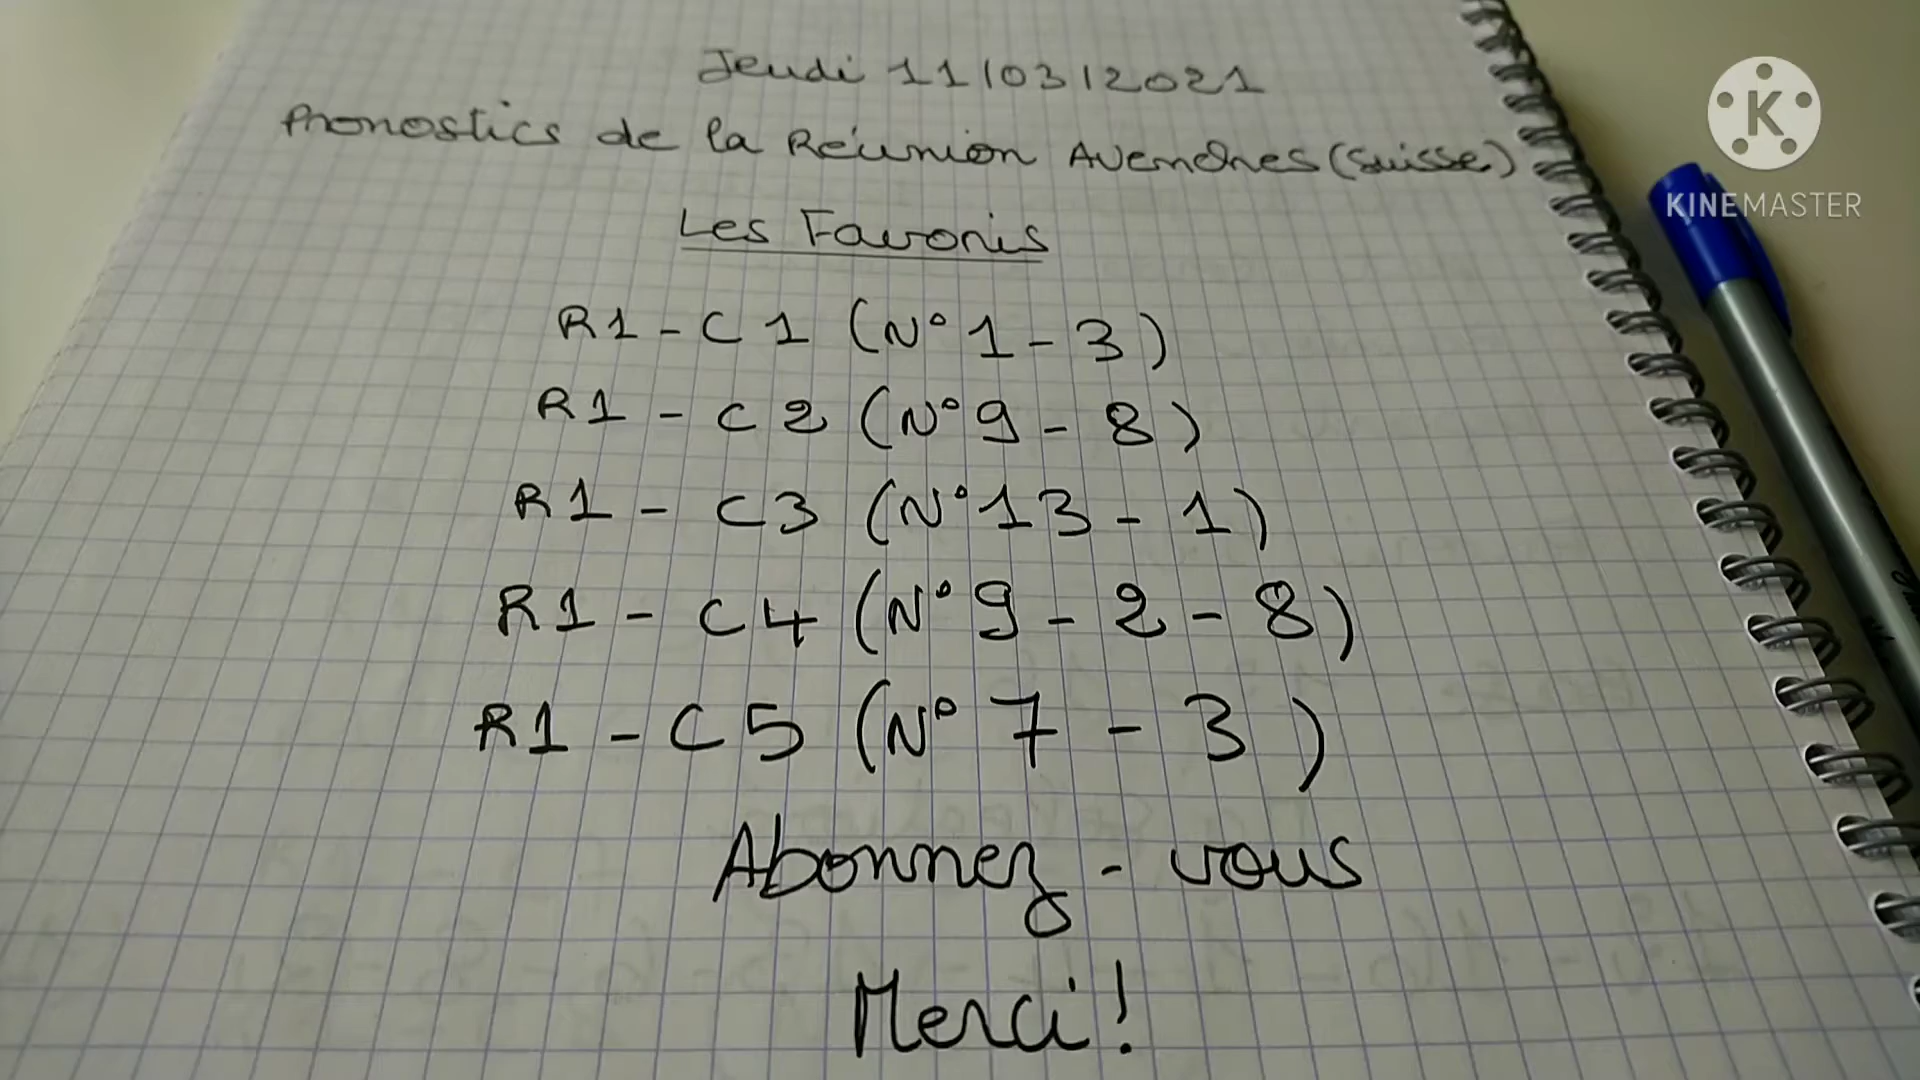 Jeudi 11/03/2021
Pronostics de la Réunion Avenches (Suisse)
Les Favoris
R1 - C1 (N° 1 - 3)
R1 - C2 (N° 9 - 8)
R1 - C3 (N° 13 - 1)
R1 - C4 (N° 9 - 2 - 8)
R1 - C5 (N° 7 - 3)
Abonnez - vous
Merci !
KINEMASTER